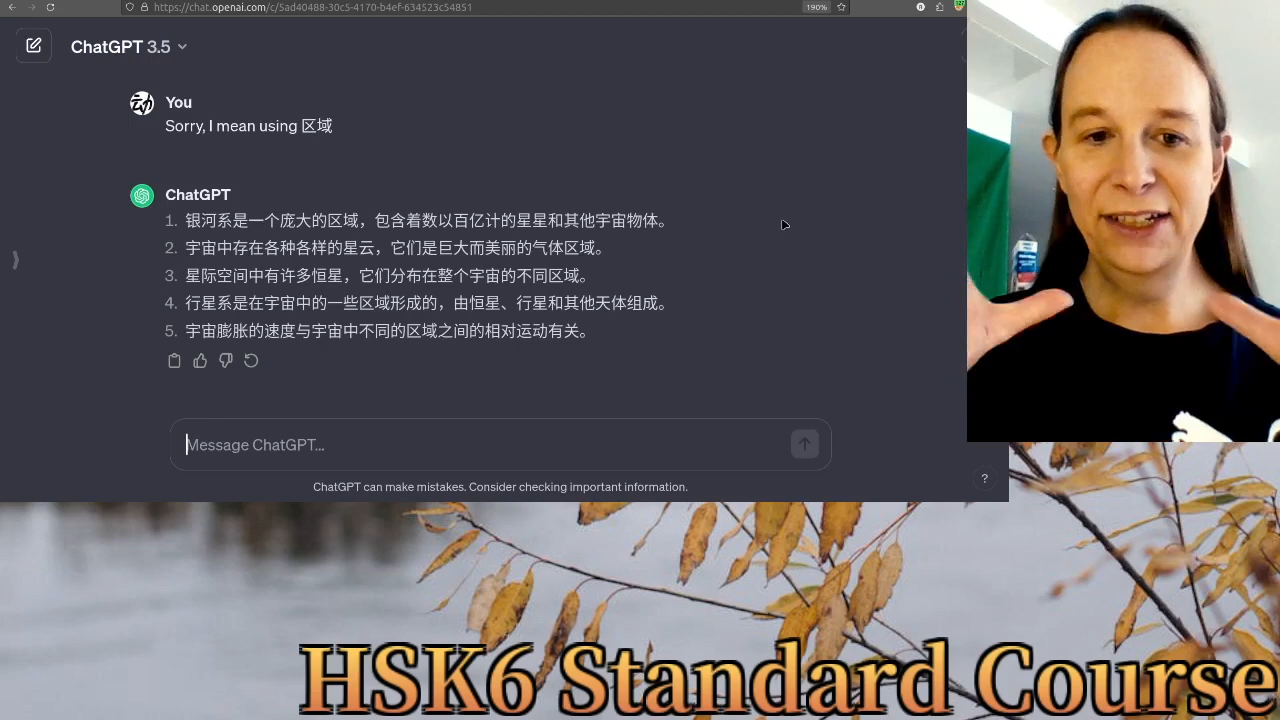 https://chat.openai.com/c/5ad40488-30c5-4170-b4ef-634523c54851
190%
ChatGPT 3.5
You
Sorry, I mean using 区域
ChatGPT
1. 银河系是一个庞大的区域，包含着数以百亿计的星星和其他宇宙物体。
2. 宇宙中存在各种各样的星云，它们是巨大而美丽的气体区域。
3. 星际空间中有许多恒星，它们分布在整个宇宙的不同区域。
4. 行星系是在宇宙中的一些区域形成的，由恒星、行星和其他天体组成。
5. 宇宙膨胀的速度与宇宙中不同的区域之间的相对运动有关。
Message ChatGPT...
?
ChatGPT can make mistakes. Consider checking important information.
HSK6 Standard Course